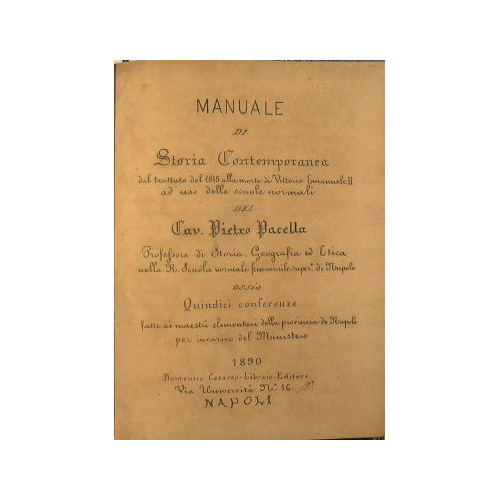 MANUALE
DI
Storia Contemporanea
dal trattato del 1815 alla morte di Vittorio Emanuele II
ad uso delle scuole normali
DEL
Cav. Pietro Pacella
Professore di Storia, Geografia ed Etica
nella R. Scuola normale femminile super.e di Napoli
OSSIA
Quindici conferenze
fatte ai maestri elementari della provincia di Napoli
per incarico del Ministero
1890
Domenico Cesareo-Libraio-Editore
Via Università No. 16.
NAPOLI